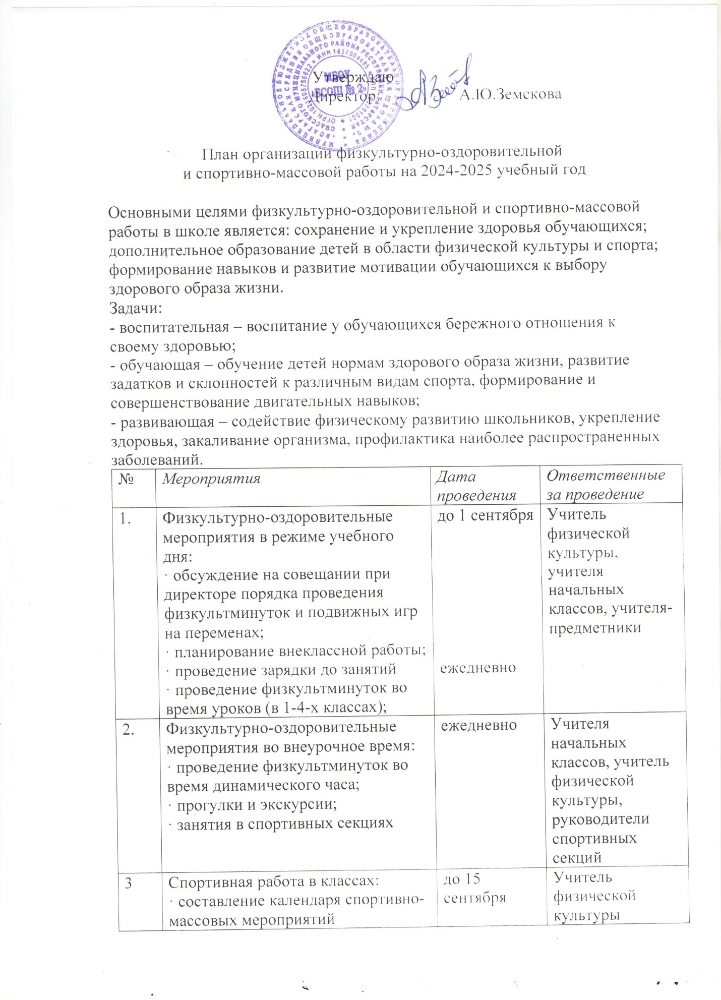 Утверждаю
Директор:
А.Ю.Земскова
МБОУ
«БСОШ № 2»
План организации физкультурно-оздоровительной
и спортивно-массовой работы на 2024-2025 учебный год
Основными целями физкультурно-оздоровительной и спортивно-массовой
работы в школе является: сохранение и укрепление здоровья обучающихся;
дополнительное образование детей в области физической культуры и спорта;
формирование навыков и развитие мотивации обучающихся к выбору
здорового образа жизни.
Задачи:
- воспитательная – воспитание у обучающихся бережного отношения к
своему здоровью;
- обучающая – обучение детей нормам здорового образа жизни, развитие
задатков и склонностей к различным видам спорта, формирование и
совершенствование двигательных навыков;
- развивающая – содействие физическому развитию школьников, укрепление
здоровья, закаливание организма, профилактика наиболее распространенных
заболеваний.
№
Мероприятия
Дата
проведения
Ответственные
за проведение
1.
Физкультурно-оздоровительные
мероприятия в режиме учебного
дня:
· обсуждение на совещании при
директоре порядка проведения
физкультминуток и подвижных игр
на переменах;
· планирование внеклассной работы;
· проведение зарядки до занятий
· проведение физкультминуток во
время уроков (в 1-4-х классах);
до 1 сентября
ежедневно
Учитель
физической
культуры,
учителя
начальных
классов, учителя-
предметники
2.
Физкультурно-оздоровительные
мероприятия во внеурочное время:
· проведение физкультминуток во
время динамического часа;
· прогулки и экскурсии;
· занятия в спортивных секциях
ежедневно
Учителя
начальных
классов, учитель
физической
культуры,
руководители
спортивных
секций
3
Спортивная работа в классах:
· составление календаря спортивно-
массовых мероприятий
до 15
сентября
Учитель
физической
культуры